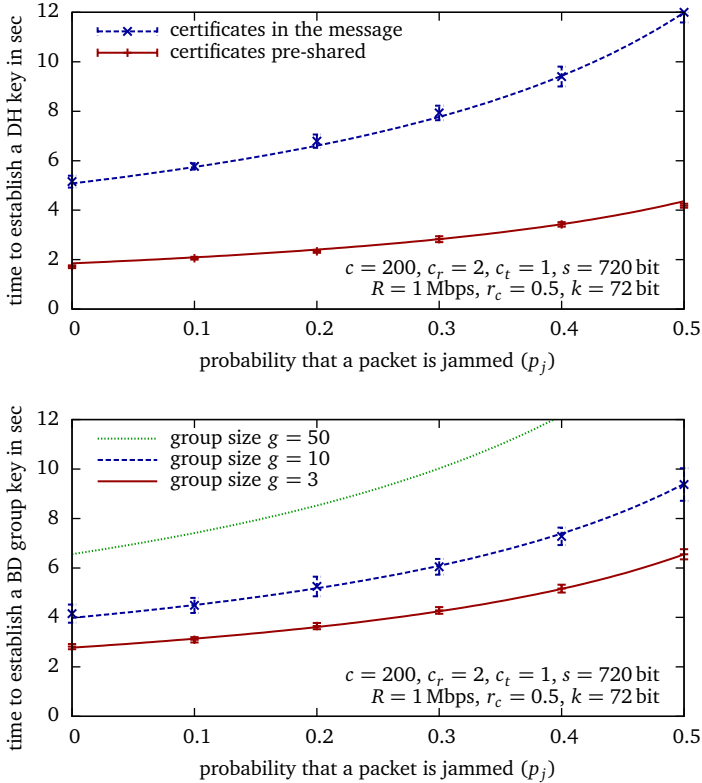 time to establish a DH key in sec
12
10
8
6
4
2
0
certificates in the message
certificates pre-shared
c = 200, c_r = 2, c_t = 1, s = 720 bit
R = 1 Mbps, r_c = 0.5, k = 72 bit
0 0.1 0.2 0.3 0.4 0.5
probability that a packet is jammed (p_j)
time to establish a BD group key in sec
12
10
8
6
4
2
0
group size g = 50
group size g = 10
group size g = 3
c = 200, c_r = 2, c_t = 1, s = 720 bit
R = 1 Mbps, r_c = 0.5, k = 72 bit
0 0.1 0.2 0.3 0.4 0.5
probability that a packet is jammed (p_j)